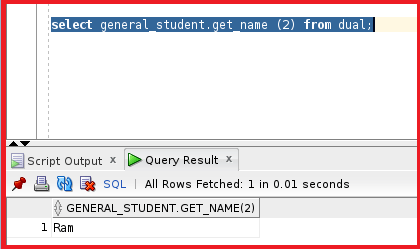 select general_student.get_name (2) from dual;
Script Output x Query Result x
SQL | All Rows Fetched: 1 in 0.01 seconds
GENERAL_STUDENT.GET_NAME(2)
1 Ram